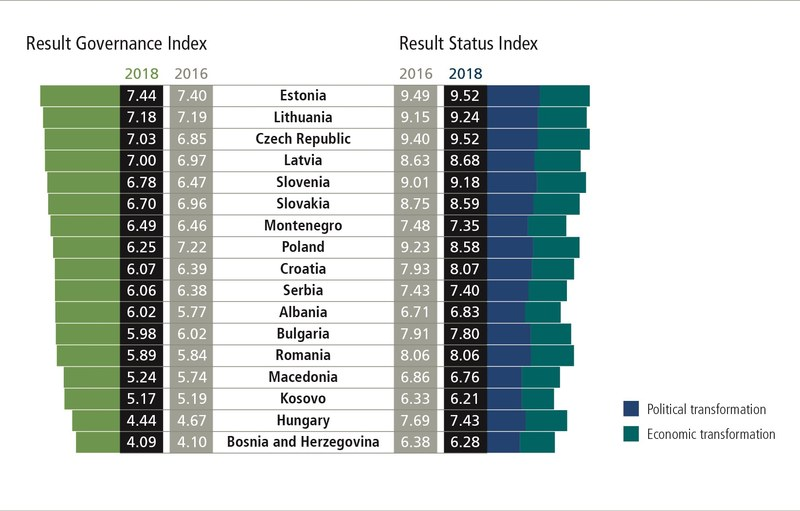 Result Governance Index Result Status Index
2018 2016 2016 2018
7.44 7.40 Estonia 9.49 9.52
7.18 7.19 Lithuania 9.15 9.24
7.03 6.85 Czech Republic 9.40 9.52
7.00 6.97 Latvia 8.63 8.68
6.78 6.47 Slovenia 9.01 9.18
6.70 6.96 Slovakia 8.75 8.59
6.49 6.46 Montenegro 7.48 7.35
6.25 7.22 Poland 9.23 8.58
6.07 6.39 Croatia 7.93 8.07
6.06 6.38 Serbia 7.43 7.40
6.02 5.77 Albania 6.71 6.83
5.98 6.02 Bulgaria 7.91 7.80
5.89 5.84 Romania 8.06 8.06
5.24 5.74 Macedonia 6.86 6.76
5.17 5.19 Kosovo 6.33 6.21
4.44 4.67 Hungary 7.69 7.43
4.09 4.10 Bosnia and Herzegovina 6.38 6.28
Political transformation
Economic transformation